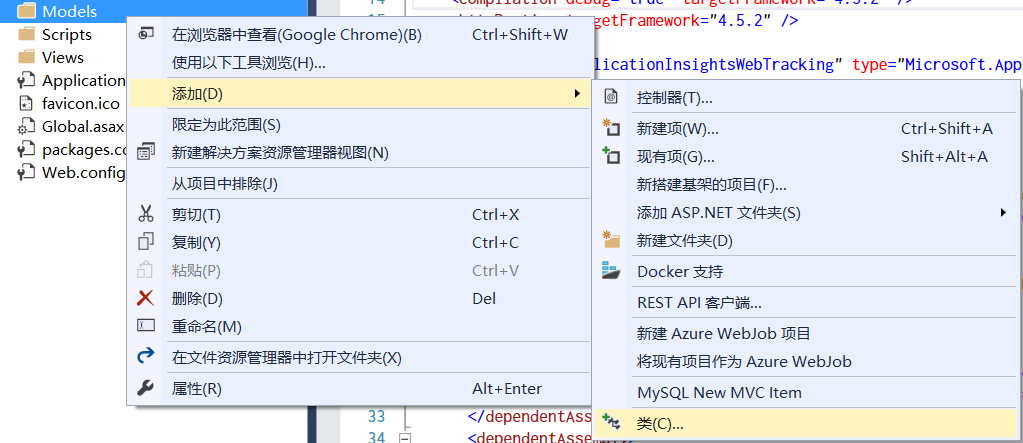 14 <compilation debug="true" targetFramework="4.5.2" />
15 targetFramework="4.5.2" />
licationInsightsWebTracking" type="Microsoft.App
Models
Scripts
Views
Application
favicon.ico
Global.asax
packages.co
Web.config
在浏览器中查看(Google Chrome)(B) Ctrl+Shift+W
使用以下工具浏览(H)...
添加(D)
限定为此范围(S)
新建解决方案资源管理器视图(N)
从项目中排除(J)
剪切(T) Ctrl+X
复制(Y) Ctrl+C
粘贴(P) Ctrl+V
删除(D) Del
重命名(M)
在文件资源管理器中打开文件夹(X)
属性(R) Alt+Enter
控制器(T)...
新建项(W)... Ctrl+Shift+A
现有项(G)... Shift+Alt+A
新搭建基架的项目(F)...
添加 ASP.NET 文件夹(S)
新建文件夹(D)
Docker 支持
REST API 客户端...
新建 Azure WebJob 项目
将现有项目作为 Azure WebJob
MySQL New MVC Item
类(C)...
33 </dependentAss
34 <dependentAssembly>